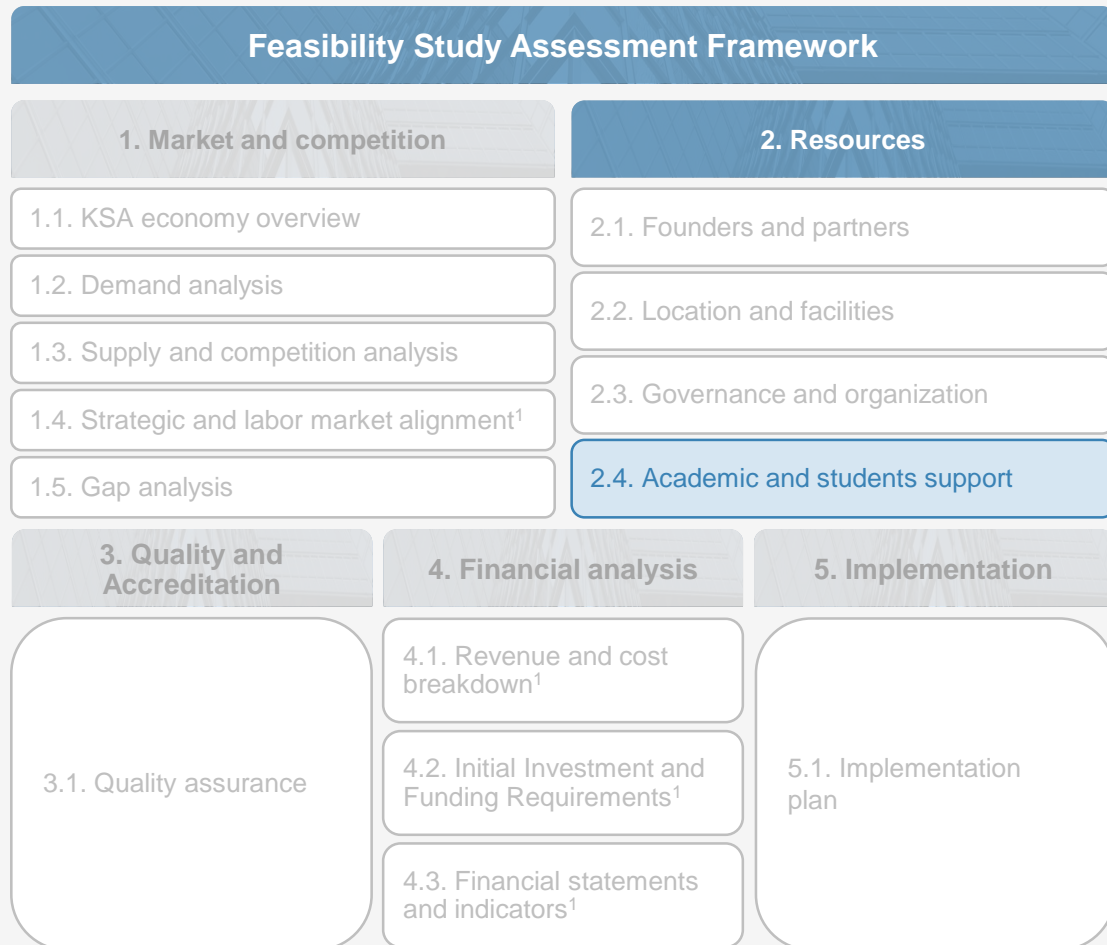 Feasibility Study Assessment Framework
1. Market and competition
1.1. KSA economy overview
1.2. Demand analysis
1.3. Supply and competition analysis
1.4. Strategic and labor market alignment¹
1.5. Gap analysis
2. Resources
2.1. Founders and partners
2.2. Location and facilities
2.3. Governance and organization
2.4. Academic and students support
3. Quality and
Accreditation
3.1. Quality assurance
4. Financial analysis
4.1. Revenue and cost
breakdown¹
4.2. Initial Investment and
Funding Requirements¹
4.3. Financial statements
and indicators¹
5. Implementation
5.1. Implementation
plan